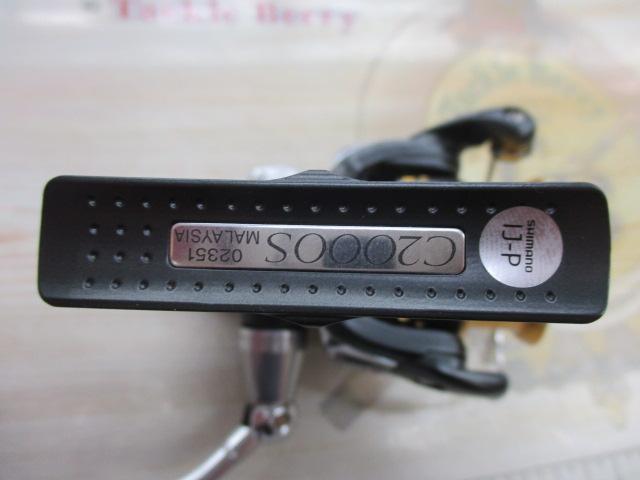 Tackle Berry
SHIMANO
IJ-P
C2000S
02351
MALAYSIA